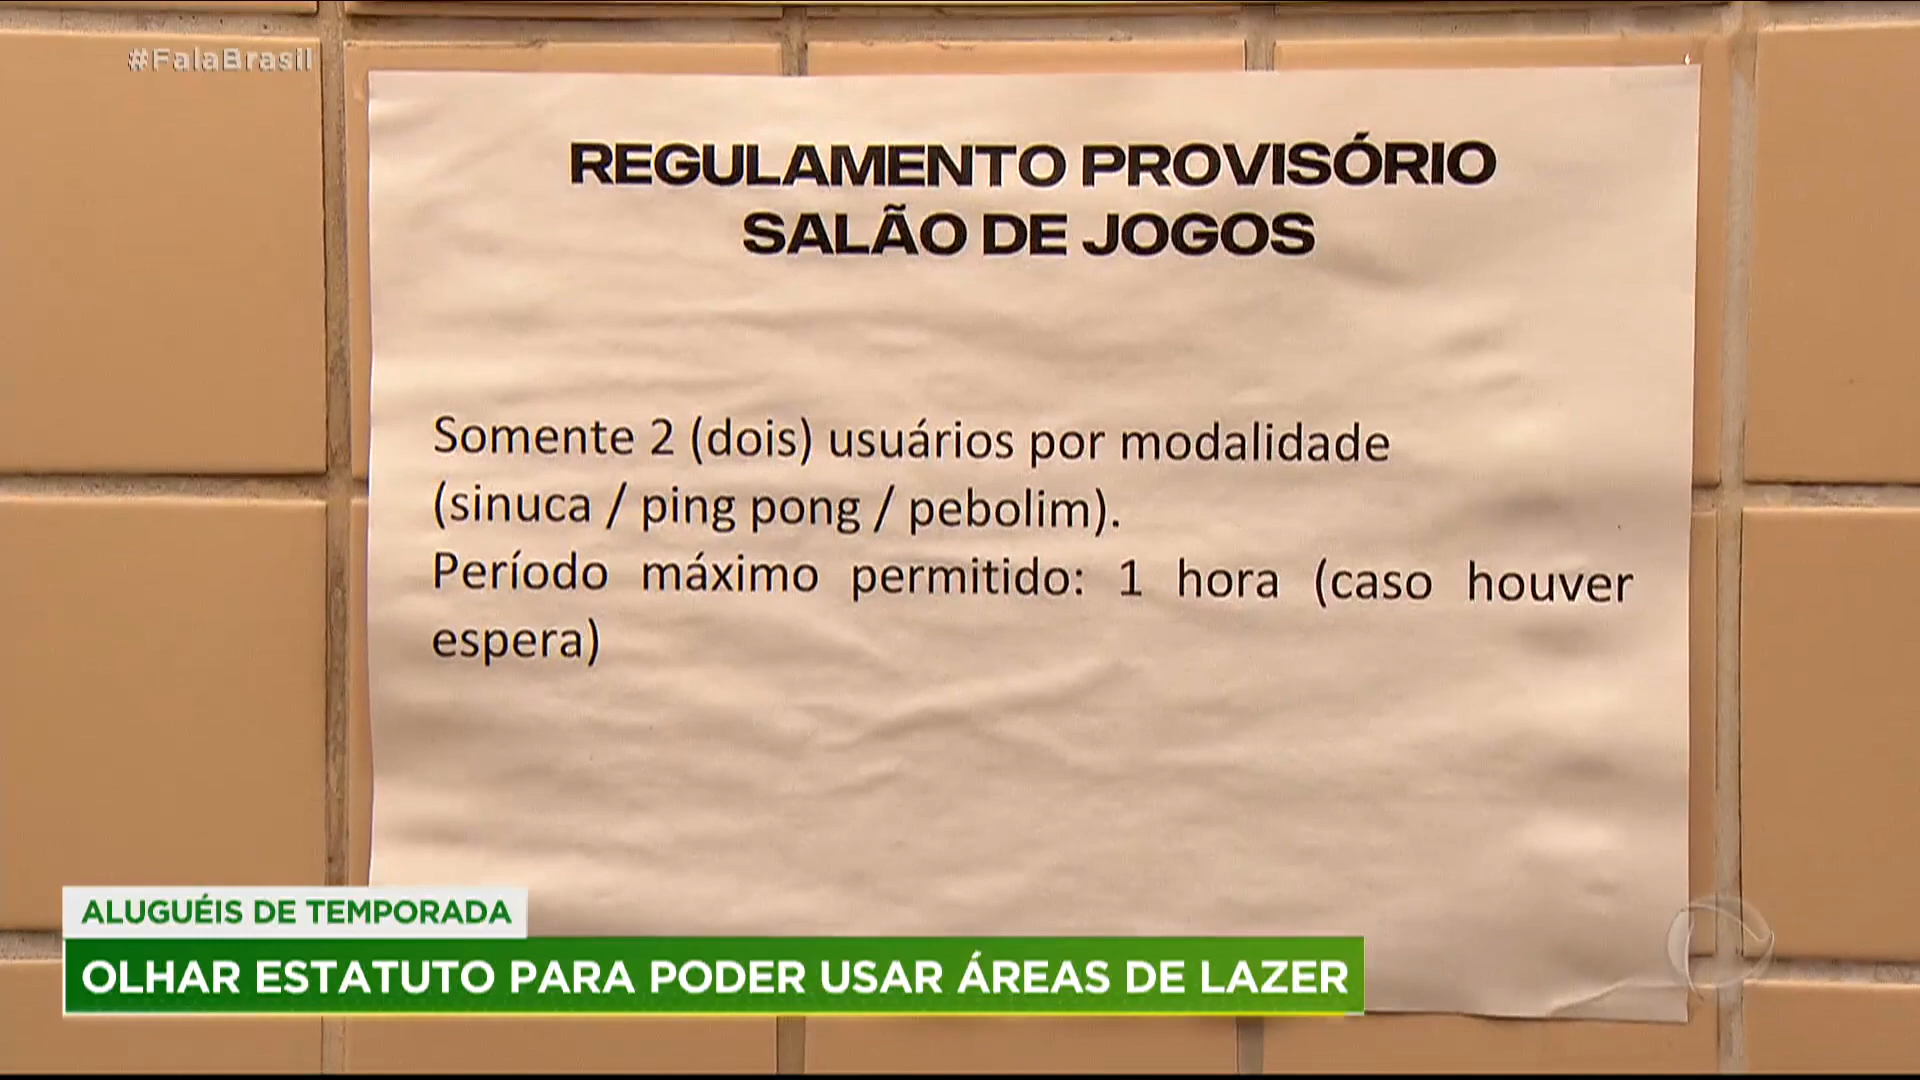 #FalaBrasil
REGULAMENTO PROVISÓRIO
SALÃO DE JOGOS
Somente 2 (dois) usuários por modalidade
(sinuca / ping pong / pebolim).
Período máximo permitido: 1 hora (caso houver
espera)
ALUGUÉIS DE TEMPORADA
OLHAR ESTATUTO PARA PODER USAR ÁREAS DE LAZER